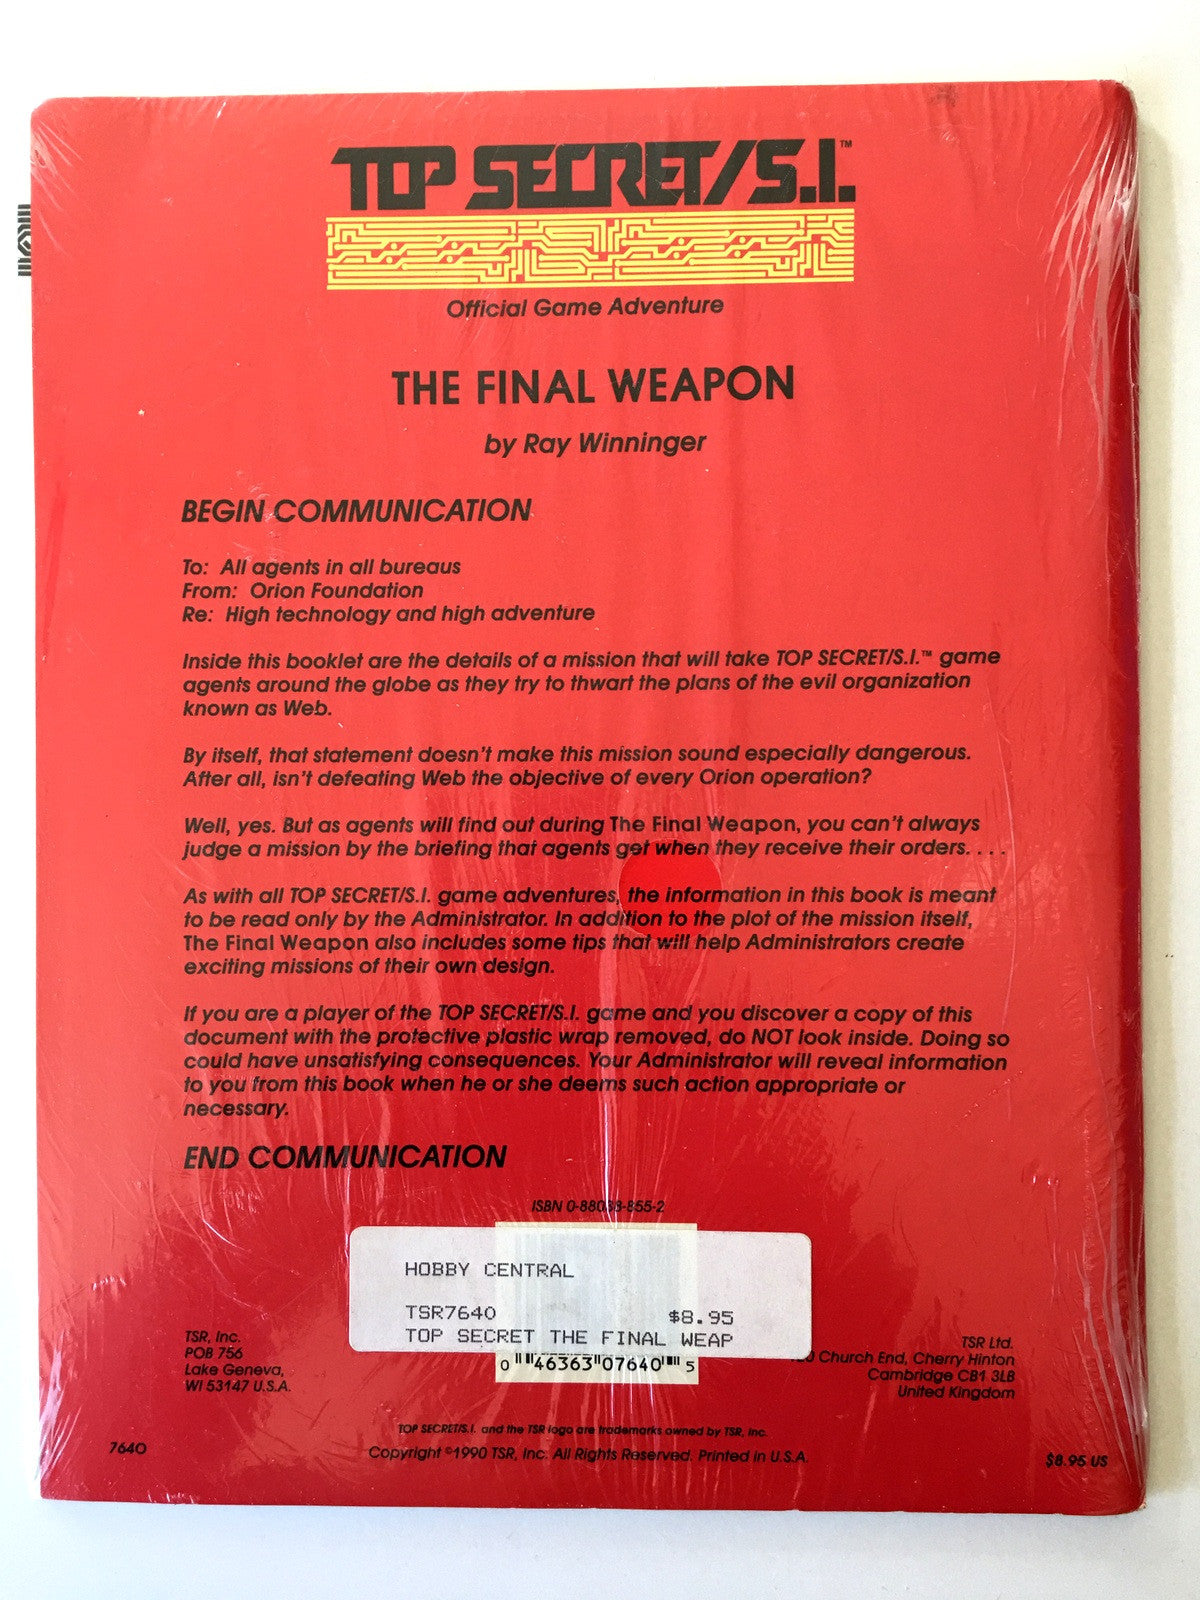 TOP SECRET/S.I.™
Official Game Adventure
THE FINAL WEAPON
by Ray Winninger
BEGIN COMMUNICATION
To: All agents in all bureaus
From: Orion Foundation
Re: High technology and high adventure
Inside this booklet are the details of a mission that will take TOP SECRET/S.I.™ game
agents around the globe as they try to thwart the plans of the evil organization
known as Web.
By itself, that statement doesn't make this mission sound especially dangerous.
After all, isn't defeating Web the objective of every Orion operation?
Well, yes. But as agents will find out during The Final Weapon, you can't always
judge a mission by the briefing that agents get when they receive their orders. . . .
As with all TOP SECRET/S.I. game adventures, the information in this book is meant
to be read only by the Administrator. In addition to the plot of the mission itself,
The Final Weapon also includes some tips that will help Administrators create
exciting missions of their own design.
If you are a player of the TOP SECRET/S.I. game and you discover a copy of this
document with the protective plastic wrap removed, do NOT look inside. Doing so
could have unsatisfying consequences. Your Administrator will reveal information
to you from this book when he or she deems such action appropriate or
necessary.
END COMMUNICATION
ISBN 0-88038-855-2
HOBBY CENTRAL
TSR7640 $8.95
TOP SECRET THE FINAL WEAP
0 46363 07640 5
TSR, Inc.
POB 756
Lake Geneva,
WI 53147 U.S.A.
TSR Ltd.
Church End, Cherry Hinton
Cambridge CB1 3LB
United Kingdom
TOP SECRET/S.I. and the TSR logo are trademarks owned by TSR, Inc.
Copyright ©1990 TSR, Inc. All Rights Reserved. Printed in U.S.A.
7640
$8.95 US